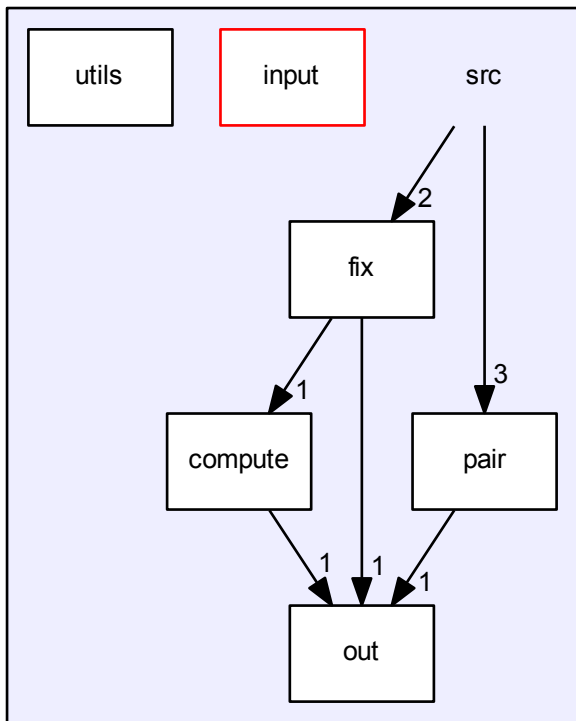 utils
input
src
2
fix
1
3
compute
pair
1
1
1
out